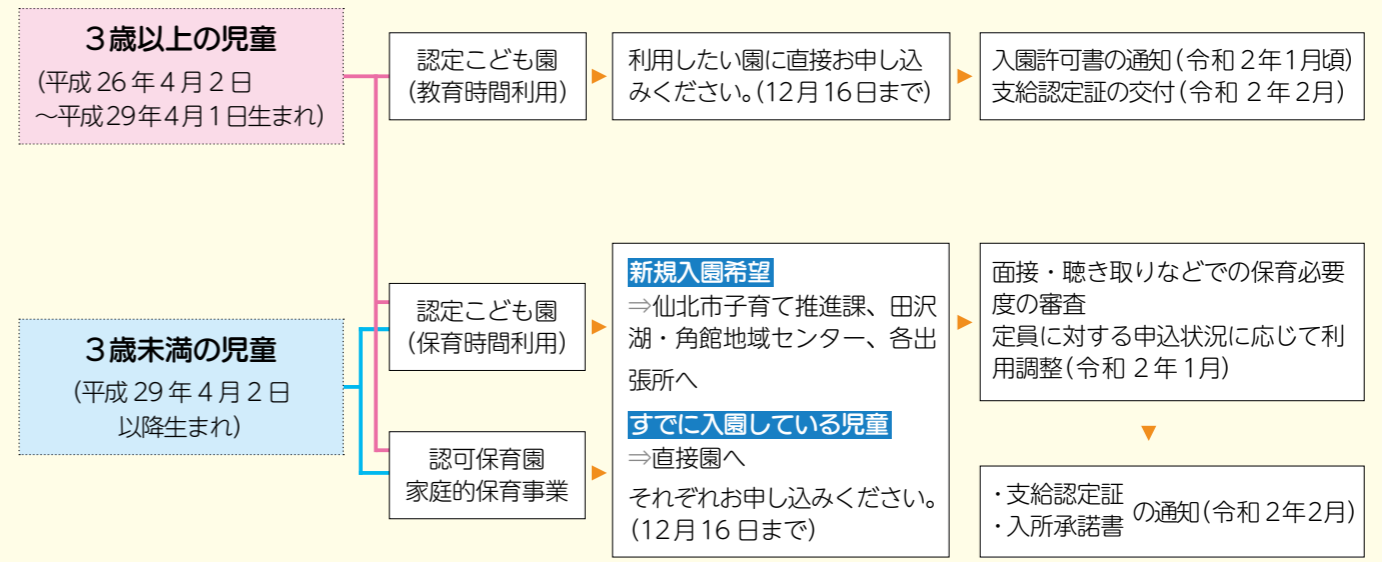 ３歳以上の児童
(平成26年４月２日
～平成29年４月１日生まれ)
認定こども園
(教育時間利用)
利用したい園に直接お申し込
みください。(12月16日まで)
入園許可書の通知(令和２年1月頃)
支給認定証の交付(令和２年２月)
３歳未満の児童
(平成29年４月２日
以降生まれ)
認定こども園
(保育時間利用)
認可保育園
家庭的保育事業
新規入園希望
⇒仙北市子育て推進課、田沢
湖・角館地域センター、各出
張所へ
すでに入園している児童
⇒直接園へ
それぞれお申し込みください。
(12月16日まで)
面接・聴き取りなどでの保育必要
度の審査
定員に対する申込状況に応じて利
用調整(令和２年1月)
・支給認定証
・入所承諾書
の通知(令和２年2月)